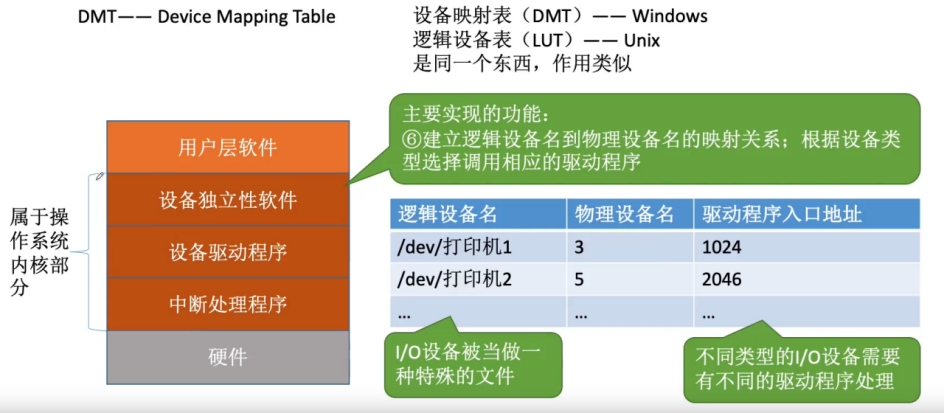 DMT—— Device Mapping Table
设备映射表（DMT）—— Windows
逻辑设备表（LUT）—— Unix
是同一个东西，作用类似
主要实现的功能：
⑥建立逻辑设备名到物理设备名的映射关系；根据设备类
型选择调用相应的驱动程序
用户层软件
设备独立性软件
设备驱动程序
中断处理程序
硬件
属于操
作系统
内核部
分
逻辑设备名 物理设备名 驱动程序入口地址
/dev/打印机1 3 1024
/dev/打印机2 5 2046
... ... ...
I/O设备被当做一
种特殊的文件
不同类型的I/O设备需要
有不同的驱动程序处理